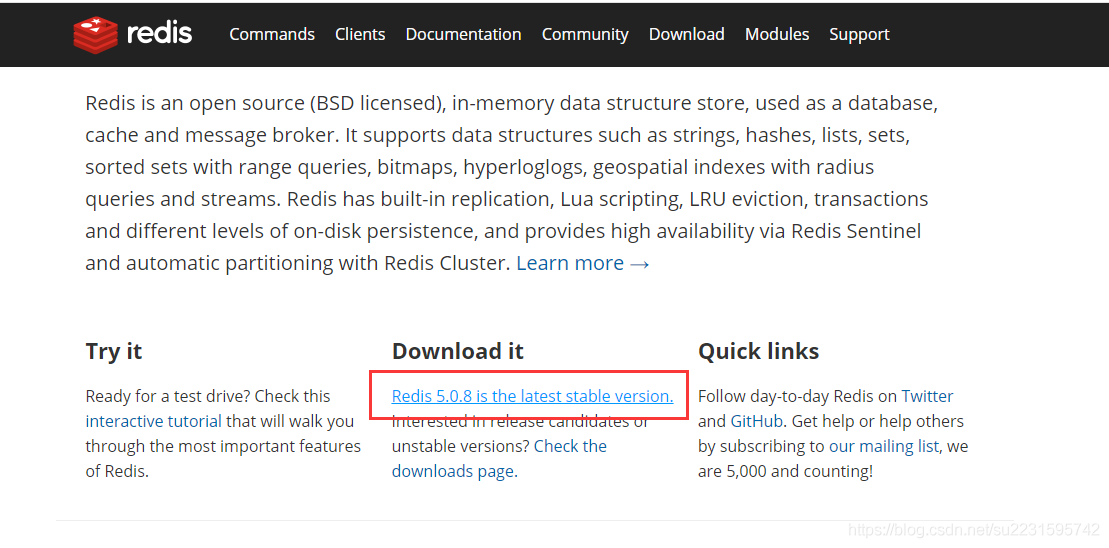 redis Commands Clients Documentation Community Download Modules Support
Redis is an open source (BSD licensed), in-memory data structure store, used as a database,
cache and message broker. It supports data structures such as strings, hashes, lists, sets,
sorted sets with range queries, bitmaps, hyperloglogs, geospatial indexes with radius
queries and streams. Redis has built-in replication, Lua scripting, LRU eviction, transactions
and different levels of on-disk persistence, and provides high availability via Redis Sentinel
and automatic partitioning with Redis Cluster. Learn more →
Try it
Ready for a test drive? Check this
interactive tutorial that will walk you
through the most important features
of Redis.
Download it
Redis 5.0.8 is the latest stable version.
Interested in release candidates or
unstable versions? Check the
downloads page.
Quick links
Follow day-to-day Redis on Twitter
and GitHub. Get help or help others
by subscribing to our mailing list, we
are 5,000 and counting!
https://blog.csdn.net/su2231595742